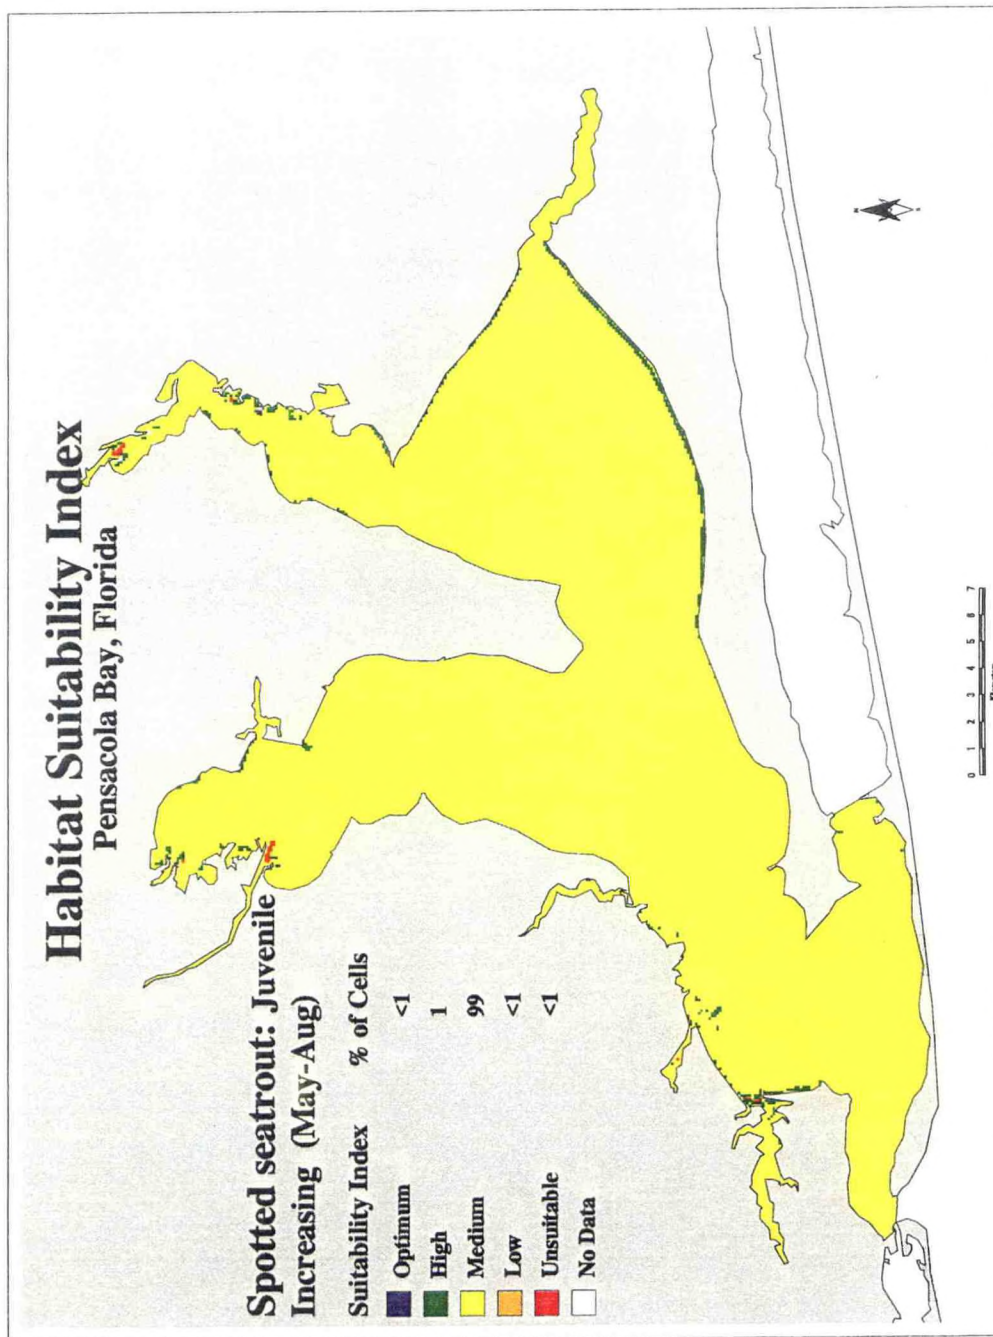 Habitat Suitability Index
Pensacola Bay, Florida
Spotted seatrout: Juvenile
Increasing (May-Aug)
Suitability Index % of Cells
Optimum <1
High 1
Medium 99
Low <1
Unsuitable <1
No Data
0 1 2 3 4 5 6 7